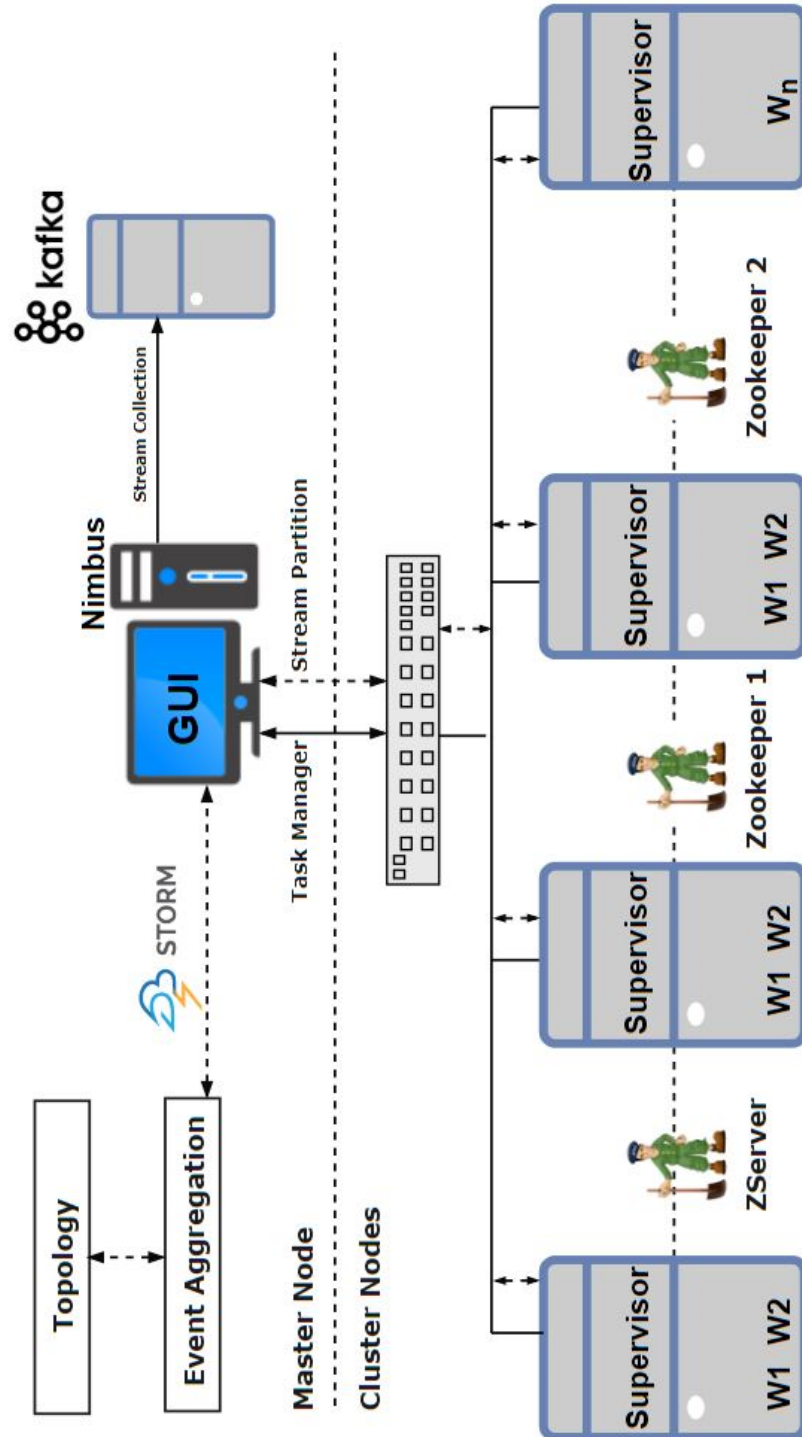 Topology
Event Aggregation
STORM
GUI
Nimbus
Stream Collection
kafka
Master Node
Task Manager
Stream Partition
Cluster Nodes
Supervisor
W1 W2
ZServer
Supervisor
W1 W2
Zookeeper 1
Supervisor
W1 W2
Zookeeper 2
Supervisor
Wn